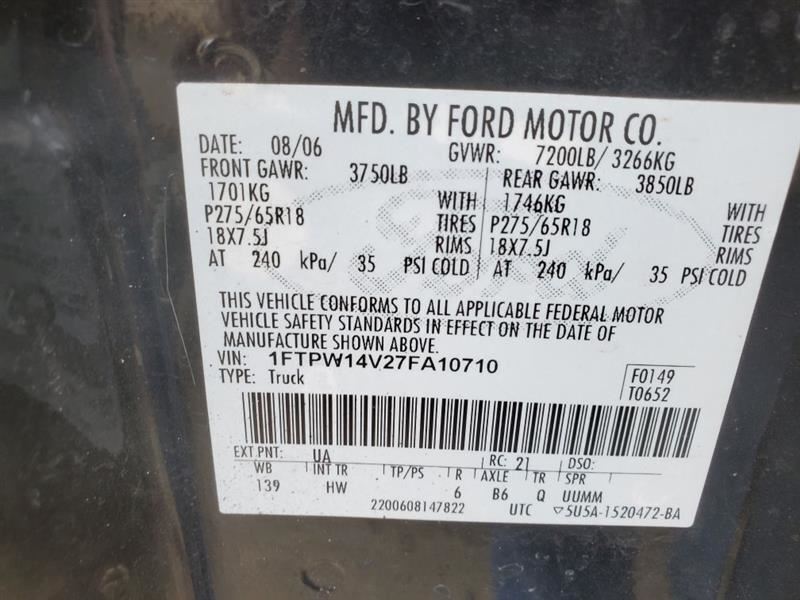 MFD. BY FORD MOTOR CO.
DATE: 08/06 GVWR: 7200LB/ 3266KG
FRONT GAWR: 3750LB REAR GAWR: 3850LB
1701KG WITH 1746KG WITH
P275/65R18 TIRES P275/65R18 TIRES
18X7.5J RIMS 18X7.5J RIMS
AT 240 kPa/ 35 PSI COLD AT 240 kPa/ 35 PSI COLD
THIS VEHICLE CONFORMS TO ALL APPLICABLE FEDERAL MOTOR
VEHICLE SAFETY STANDARDS IN EFFECT ON THE DATE OF
MANUFACTURE SHOWN ABOVE.
VIN: 1FTPW14V27FA10710
TYPE: Truck
F0149
T0652
EXT PNT: UA RC: 21 DSO:
WB INT TR TP/PS R AXLE TR SPR
139 HW 6 B6 Q UUMM
2200608147822 UTC ▽5U5A-1520472-BA